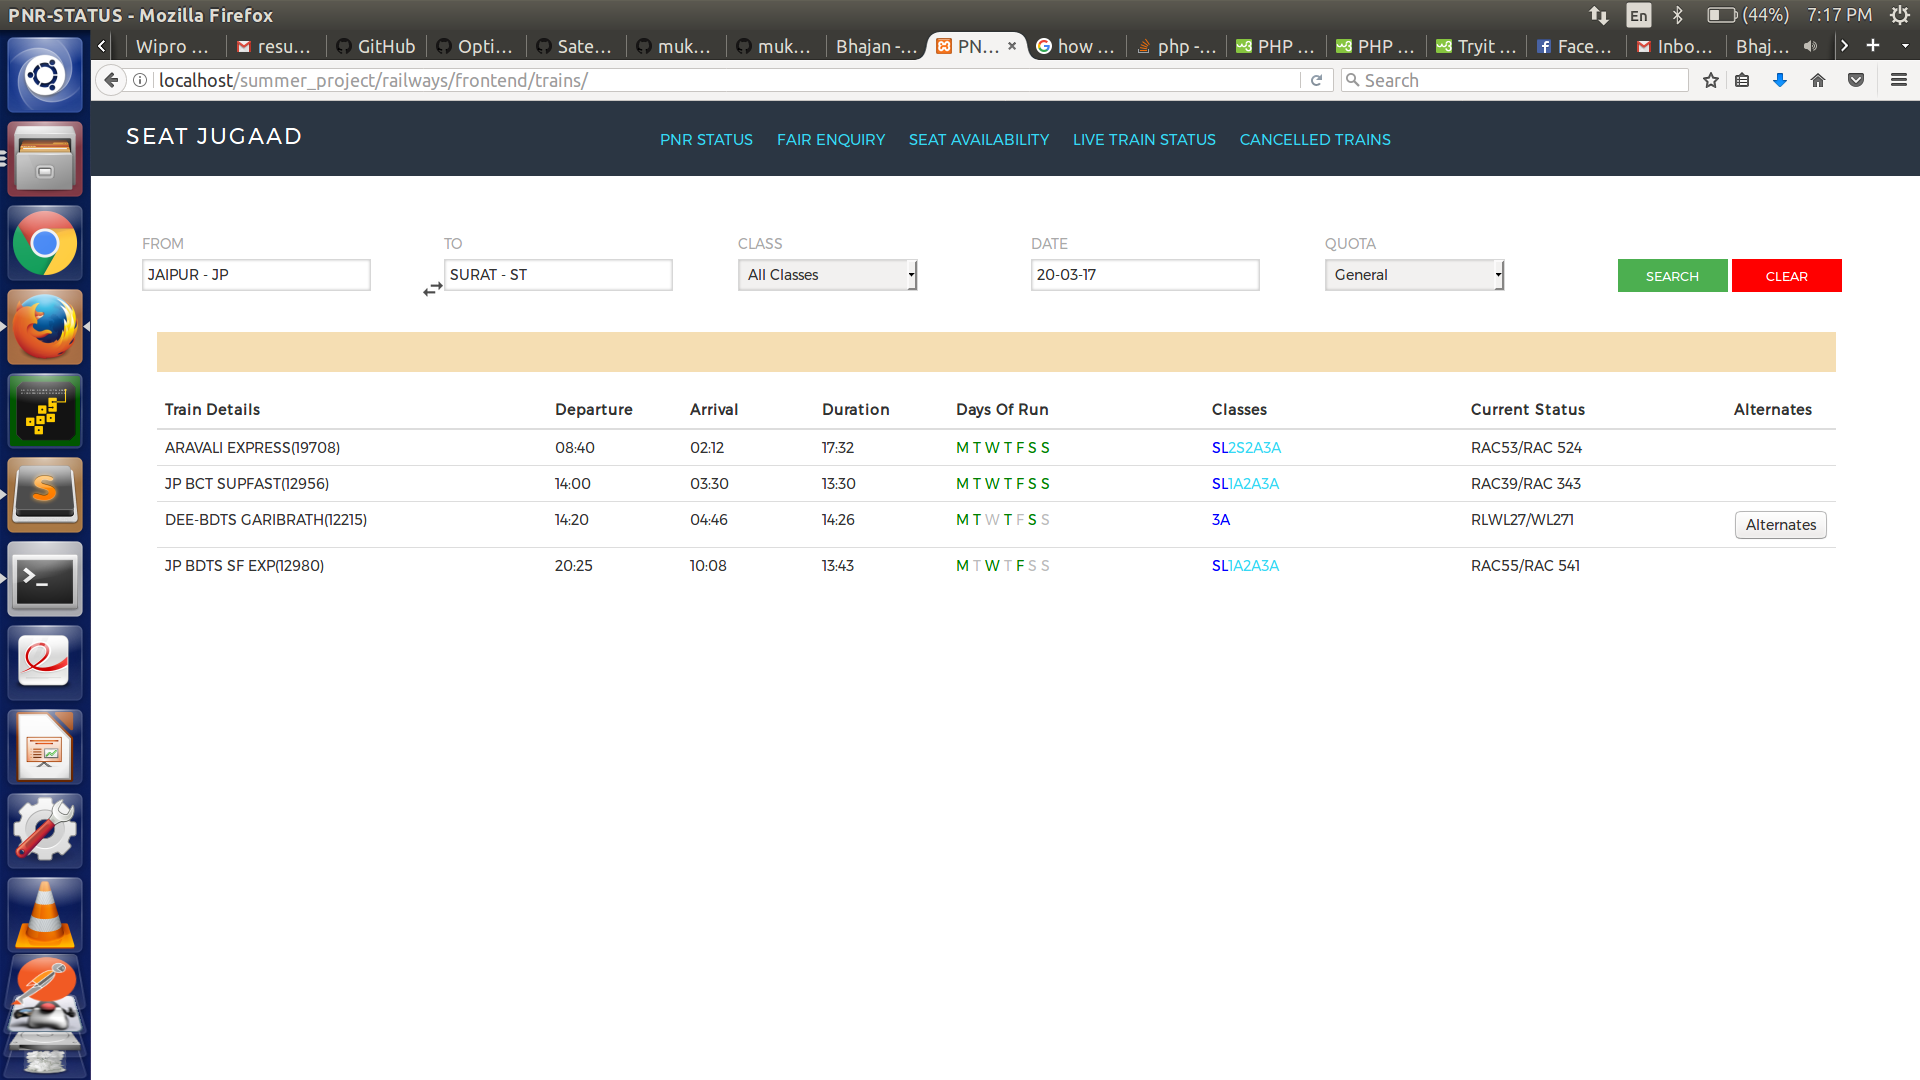 PNR-STATUS - Mozilla Firefox
En (44%) 7:17 PM
Wipro ... resu... GitHub Opti... Sate... muk... muk... Bhajan -... PN... × how ... php -... PHP ... PHP ... Tryit ... Face... Inbo... Bhaj...
localhost/summer_project/railways/frontend/trains/ Search
SEAT JUGAAD PNR STATUS FAIR ENQUIRY SEAT AVAILABILITY LIVE TRAIN STATUS CANCELLED TRAINS
FROM TO CLASS DATE QUOTA
JAIPUR - JP SURAT - ST All Classes 20-03-17 General SEARCH CLEAR
Train Details Departure Arrival Duration Days Of Run Classes Current Status Alternates
ARAVALI EXPRESS(19708) 08:40 02:12 17:32 M T W T F S S SL2S2A3A RAC53/RAC 524
JP BCT SUPFAST(12956) 14:00 03:30 13:30 M T W T F S S SL1A2A3A RAC39/RAC 343
DEE-BDTS GARIBRATH(12215) 14:20 04:46 14:26 M T W T F S S 3A RLWL27/WL271 Alternates
JP BDTS SF EXP(12980) 20:25 10:08 13:43 M T W T F S S SL1A2A3A RAC55/RAC 541